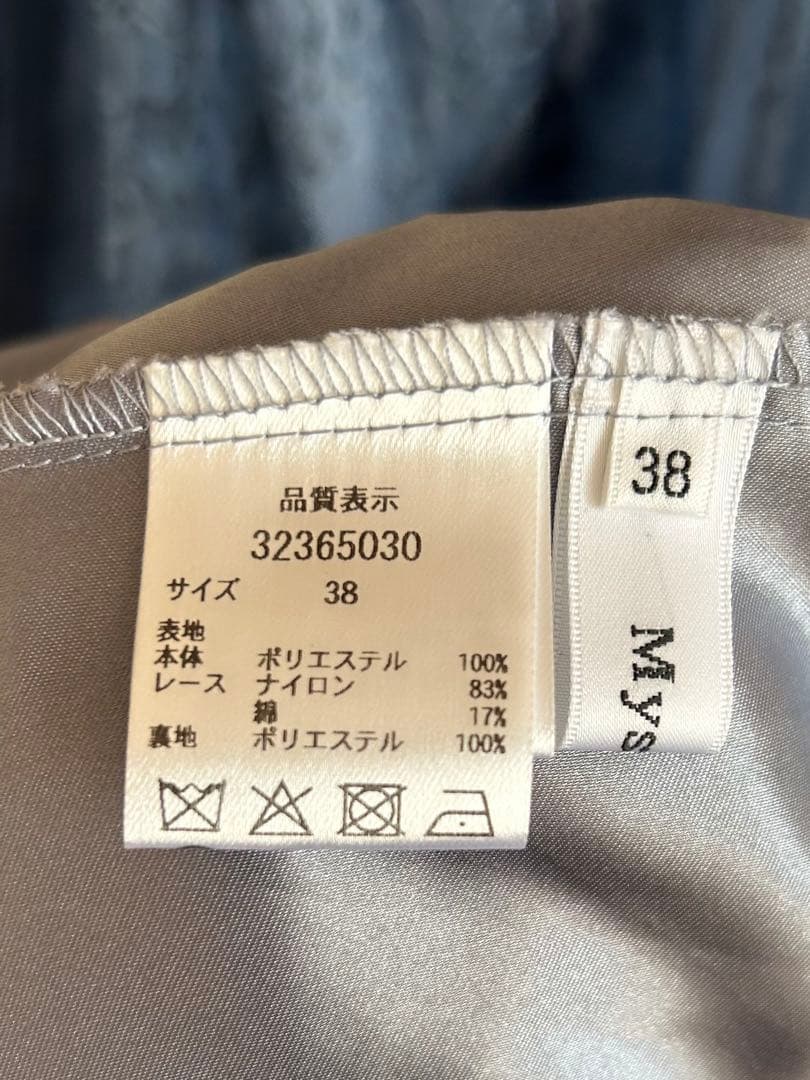 品質表示
32365030
サイズ 38
表地
本体 ポリエステル 100%
レース ナイロン 83%
綿 17%
裏地 ポリエステル 100%
38
Mys